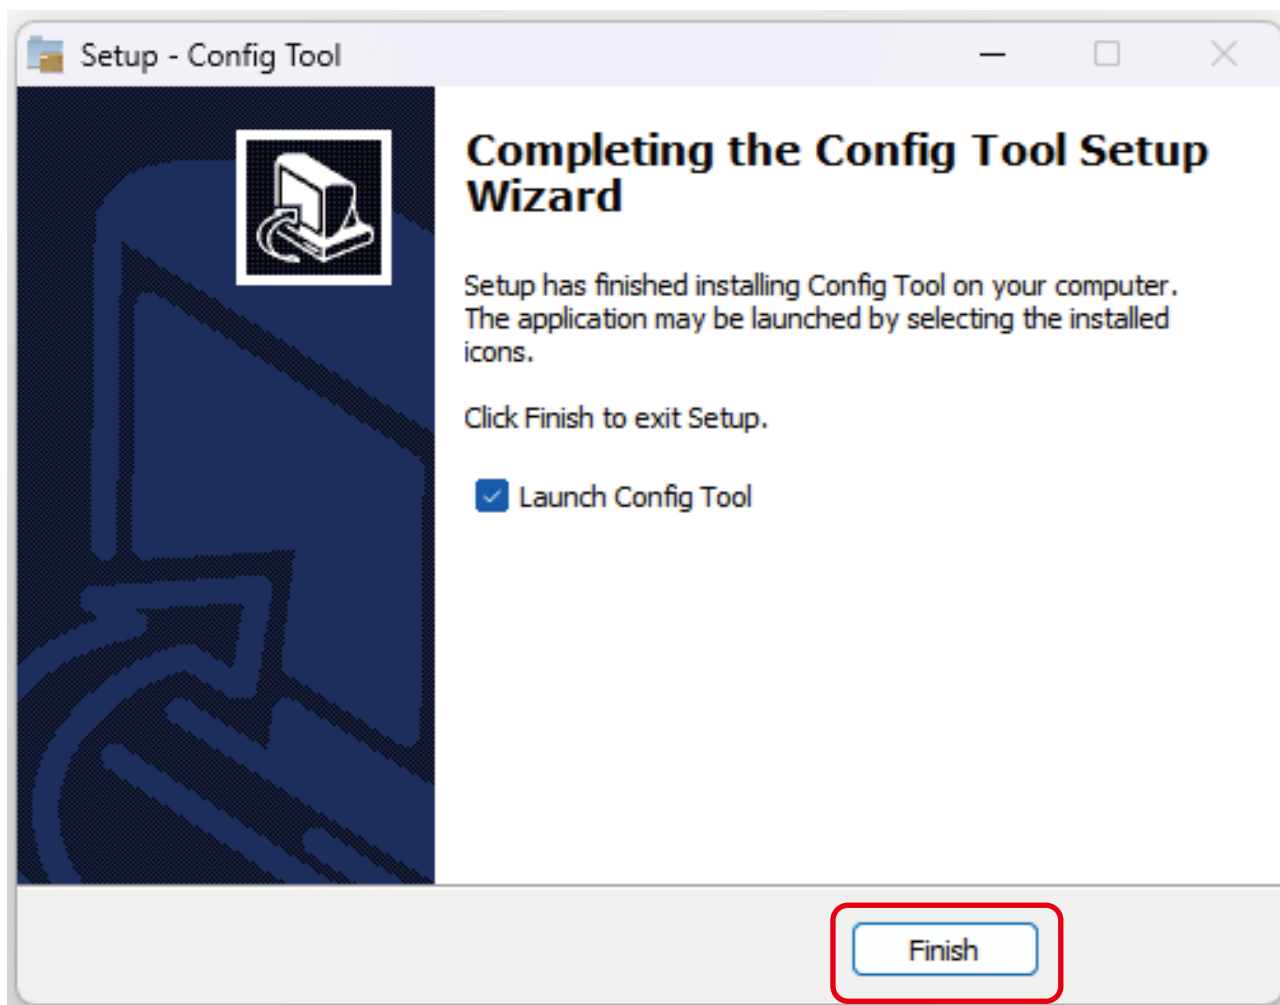 Setup - Config Tool
Completing the Config Tool Setup
Wizard
Setup has finished installing Config Tool on your computer.
The application may be launched by selecting the installed
icons.
Click Finish to exit Setup.
Launch Config Tool
Finish